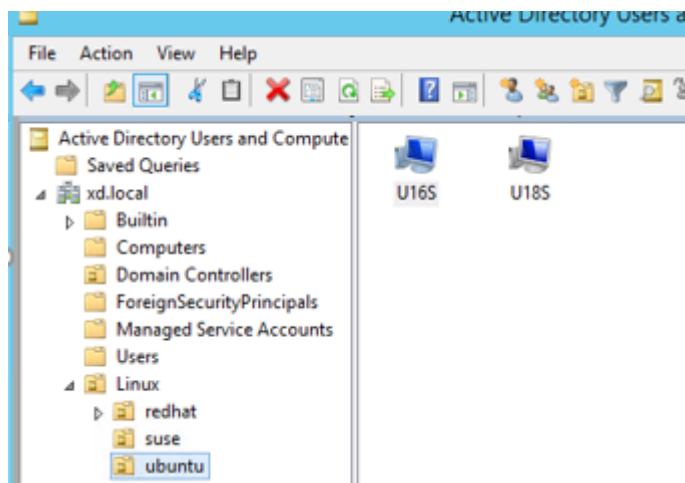 Active Directory Users a
File Action View Help
Active Directory Users and Compute
Saved Queries
xd.local
Builtin
Computers
Domain Controllers
ForeignSecurityPrincipals
Managed Service Accounts
Users
Linux
redhat
suse
ubuntu
U16S U18S